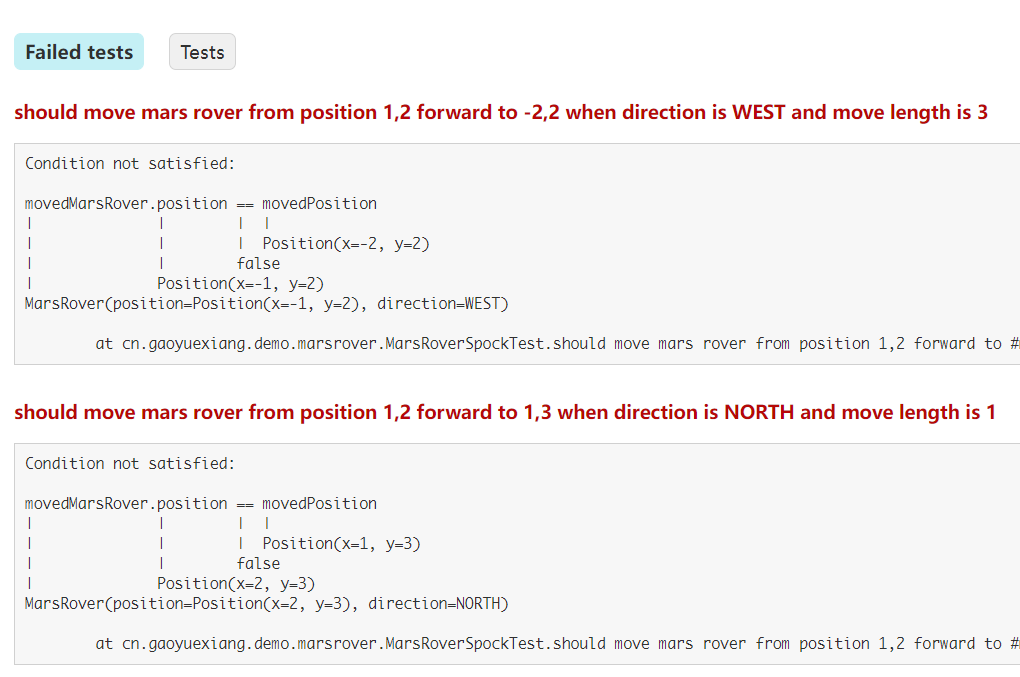 Failed tests
Tests
should move mars rover from position 1,2 forward to -2,2 when direction is WEST and move length is 3
Condition not satisfied:
movedMarsRover.position == movedPosition
|              |        |  |
|              |        |  Position(x=-2, y=2)
|              |        false
|              Position(x=-1, y=2)
MarsRover(position=Position(x=-1, y=2), direction=WEST)
at cn.gaoyuexiang.demo.marsrover.MarsRoverSpockTest.should move mars rover from position 1,2 forward to #
should move mars rover from position 1,2 forward to 1,3 when direction is NORTH and move length is 1
Condition not satisfied:
movedMarsRover.position == movedPosition
|              |        |  |
|              |        |  Position(x=1, y=3)
|              |        false
|              Position(x=2, y=3)
MarsRover(position=Position(x=2, y=3), direction=NORTH)
at cn.gaoyuexiang.demo.marsrover.MarsRoverSpockTest.should move mars rover from position 1,2 forward to #